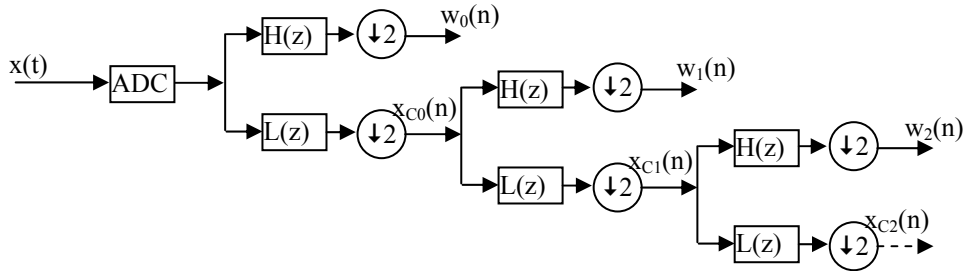 x(t)
ADC
H(z)
↓2
w₀(n)
L(z)
↓2
x_C0(n)
H(z)
↓2
w₁(n)
L(z)
↓2
x_C1(n)
H(z)
↓2
w₂(n)
L(z)
↓2
x_C2(n)